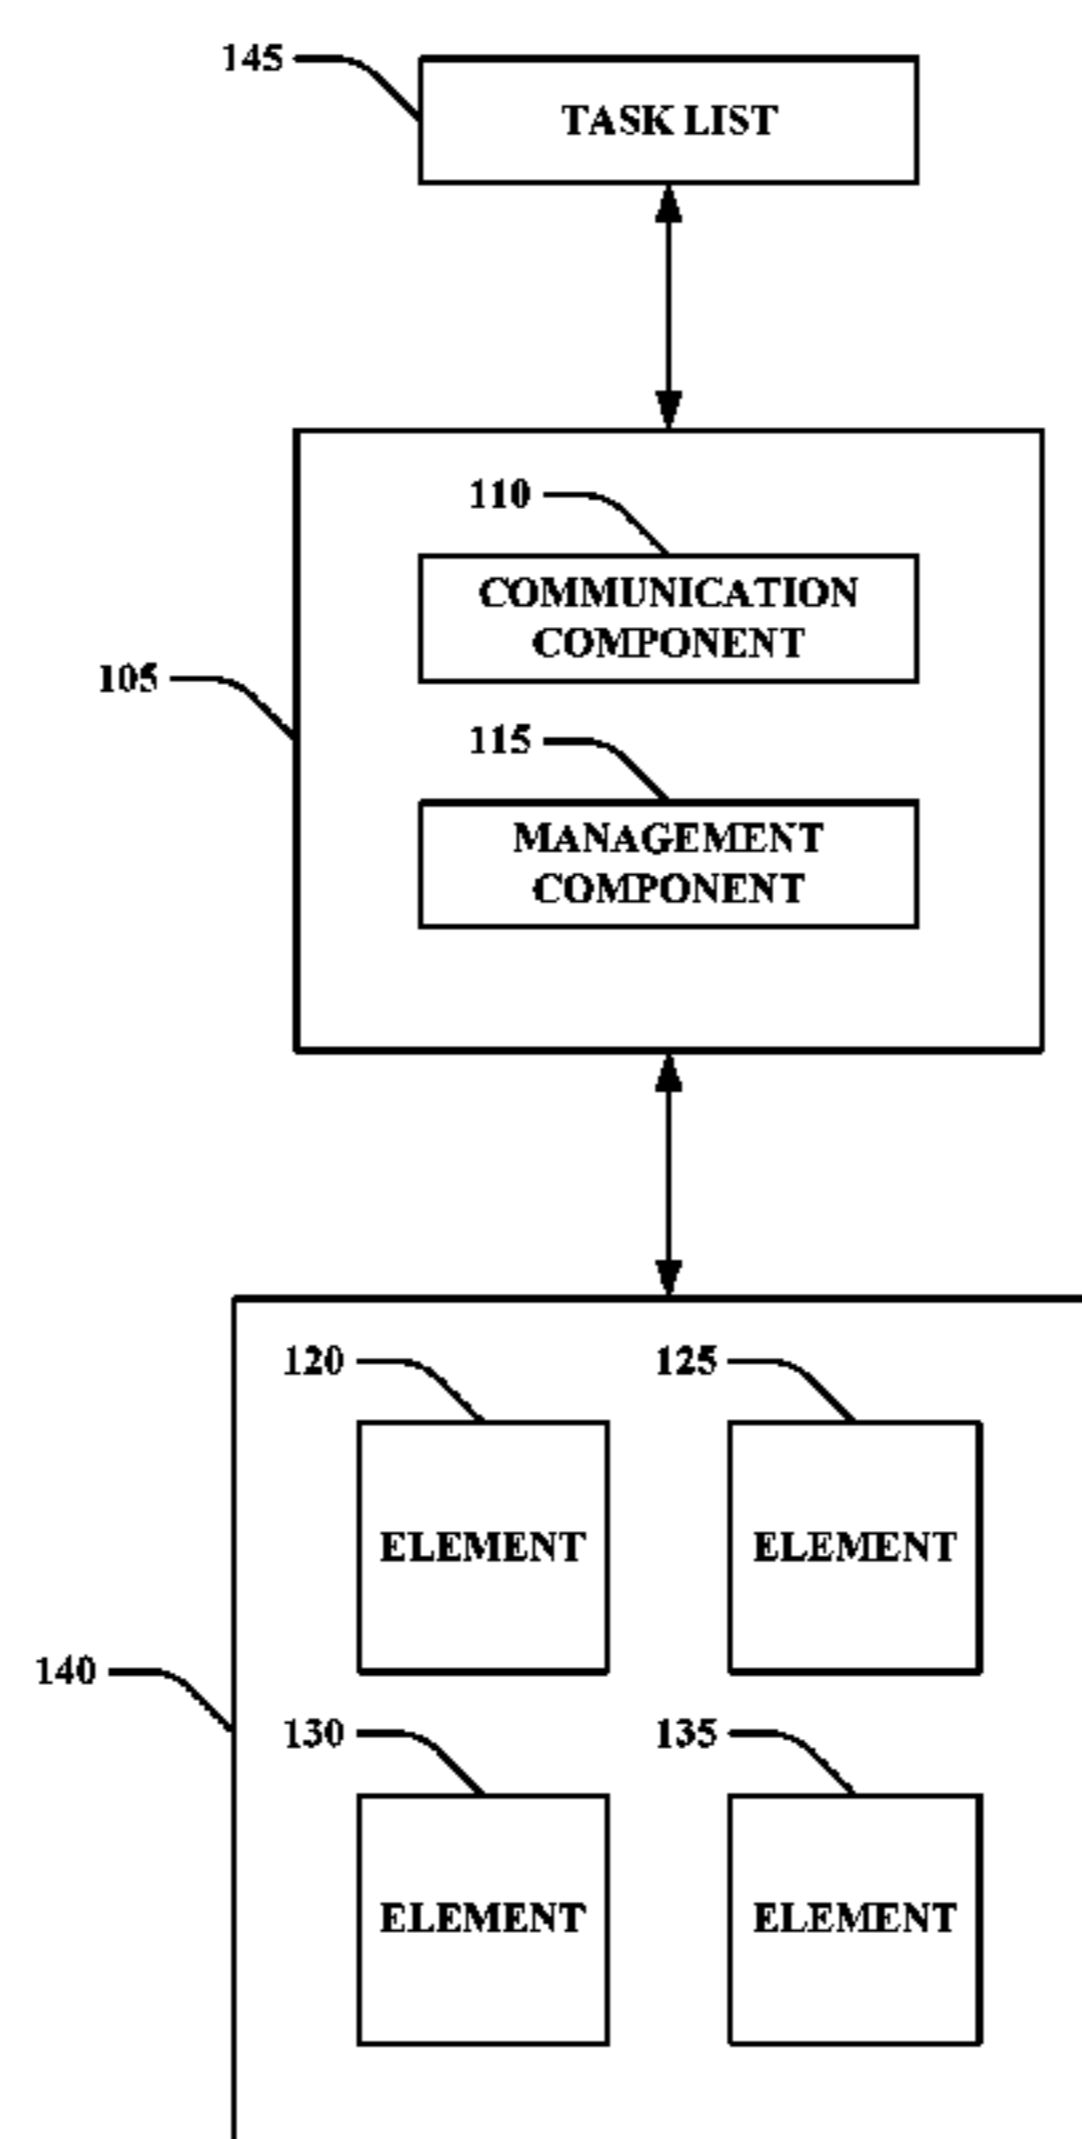 145
TASK LIST
110
COMMUNICATION
COMPONENT
105
115
MANAGEMENT
COMPONENT
120
125
ELEMENT
ELEMENT
140
130
135
ELEMENT
ELEMENT